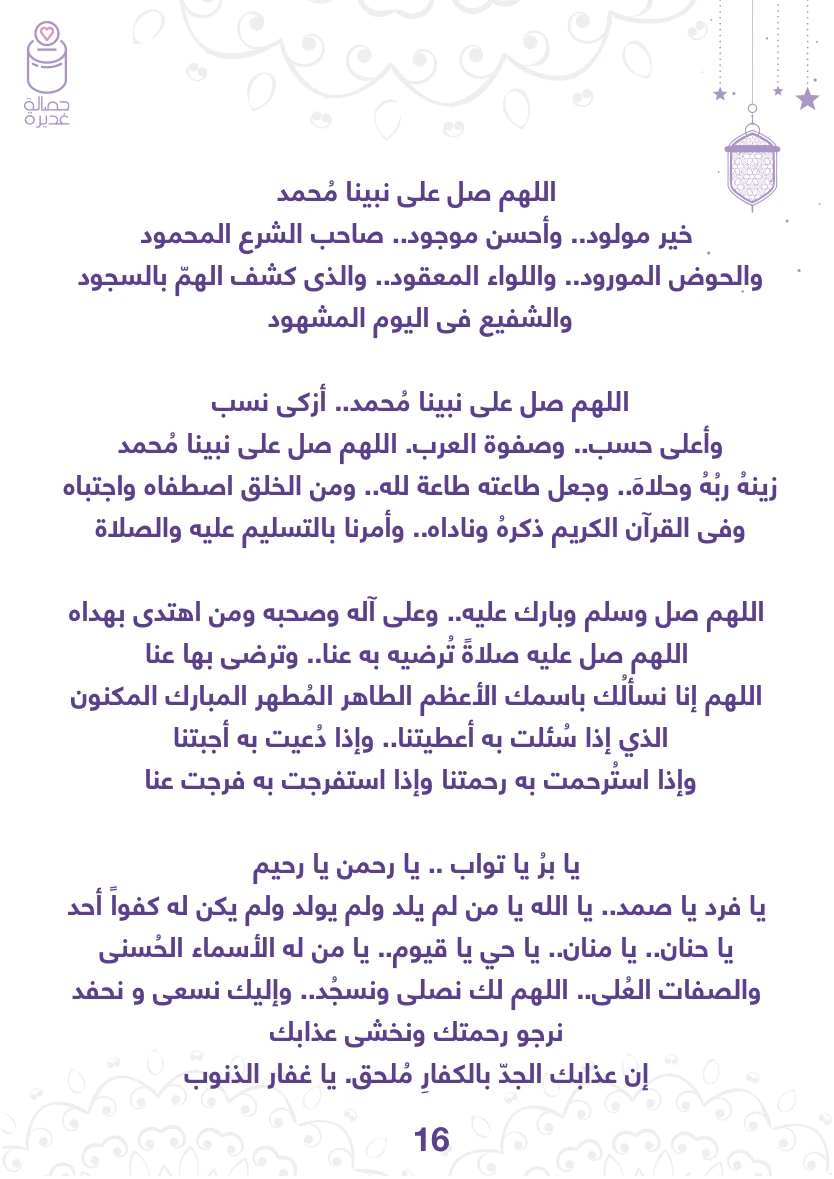 حصالة
غديرة
اللهم صل على نبينا مُحمد
خير مولود.. وأحسن موجود.. صاحب الشرع المحمود
والحوض المورود.. واللواء المعقود.. والذى كشف الهمّ بالسجود
والشفيع فى اليوم المشهود
اللهم صل على نبينا مُحمد.. أزكى نسب
وأعلى حسب.. وصفوة العرب. اللهم صل على نبينا مُحمد
زينهُ ربُهُ وحلاهَ.. وجعل طاعته طاعة لله.. ومن الخلق اصطفاه واجتباه
وفى القرآن الكريم ذكرهُ وناداه.. وأمرنا بالتسليم عليه والصلاة
اللهم صل وسلم وبارك عليه.. وعلى آله وصحبه ومن اهتدى بهداه
اللهم صل عليه صلاةً تُرضيه به عنا.. وترضى بها عنا
اللهم إنا نسألُك باسمك الأعظم الطاهر المُطهر المبارك المكنون
الذي إذا سُئلت به أعطيتنا.. وإذا دُعيت به أجبتنا
وإذا استُرحمت به رحمتنا وإذا استفرجت به فرجت عنا
يا برُ يا تواب .. يا رحمن يا رحيم
يا فرد يا صمد.. يا الله يا من لم يلد ولم يولد ولم يكن له كفواً أحد
يا حنان.. يا منان.. يا حي يا قيوم.. يا من له الأسماء الحُسنى
والصفات العُلى.. اللهم لك نصلى ونسجُد.. وإليك نسعى و نحفد
نرجو رحمتك ونخشى عذابك
إن عذابك الجدّ بالكفارِ مُلحق. يا غفار الذنوب
16